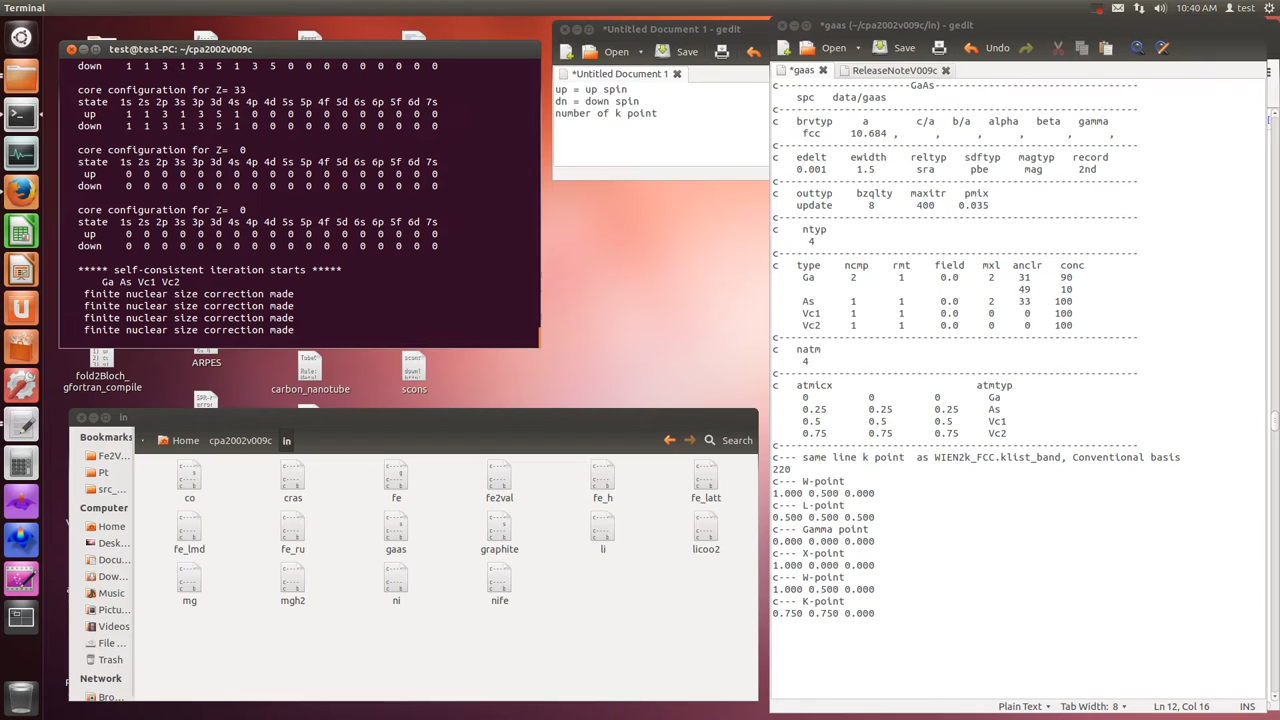 Terminal
10:40 AM
test
test@test-PC: ~/cpa2002v009c
down 1 1 3 1 3 5 1 3 5 0 0 0 0 0 0 0 0 0
core configuration for Z= 33
state 1s 2s 2p 3s 3p 3d 4s 4p 4d 5s 5p 4f 5d 6s 6p 5f 6d 7s
up 1 1 3 1 3 5 1 0 0 0 0 0 0 0 0 0 0 0
down 1 1 3 1 3 5 1 0 0 0 0 0 0 0 0 0 0 0
core configuration for Z= 0
state 1s 2s 2p 3s 3p 3d 4s 4p 4d 5s 5p 4f 5d 6s 6p 5f 6d 7s
up 0 0 0 0 0 0 0 0 0 0 0 0 0 0 0 0 0 0
down 0 0 0 0 0 0 0 0 0 0 0 0 0 0 0 0 0 0
core configuration for Z= 0
state 1s 2s 2p 3s 3p 3d 4s 4p 4d 5s 5p 4f 5d 6s 6p 5f 6d 7s
up 0 0 0 0 0 0 0 0 0 0 0 0 0 0 0 0 0 0
down 0 0 0 0 0 0 0 0 0 0 0 0 0 0 0 0 0 0
***** self-consistent iteration starts *****
Ga As Vc1 Vc2
finite nuclear size correction made
finite nuclear size correction made
finite nuclear size correction made
finite nuclear size correction made
*Untitled Document 1 - gedit
Open Save
*Untitled Document 1
up = up spin
dn = down spin
number of k point
fold2Bloch_
gfortran_compile
ARPES
carbon_nanotube
scons
in
Bookmarks
Fe2V...
Pt
src_...
Computer
Home
Desk...
Docu...
Dow...
Music
Pictu...
Videos
File ...
Trash
Network
Bro...
Home cpa2002v009c in
Search
co cras fe fe2val fe_h fe_latt
fe_lmd fe_ru gaas graphite li licoo2
mg mgh2 ni nife
*gaas (~/cpa2002v009c/in) - gedit
Open Save Undo
*gaas ReleaseNoteV009c
c----------------------GaAs---------------------------------
spc data/gaas
c-----------------------------------------------------------
c brvtyp a c/a b/a alpha beta gamma
fcc 10.684 , , , , , ,
c-----------------------------------------------------------
c edelt ewidth reltyp sdftyp magtyp record
0.001 1.5 sra pbe mag 2nd
c-----------------------------------------------------------
c outtyp bzqlty maxitr pmix
update 8 400 0.035
c-----------------------------------------------------------
c ntyp
4
c-----------------------------------------------------------
c type ncmp rmt field mxl anclr conc
Ga 2 1 0.0 2 31 90
49 10
As 1 1 0.0 2 33 100
Vc1 1 1 0.0 0 0 100
Vc2 1 1 0.0 0 0 100
c-----------------------------------------------------------
c natm
4
c-----------------------------------------------------------
c atmicx atmtyp
0 0 0 Ga
0.25 0.25 0.25 As
0.5 0.5 0.5 Vc1
0.75 0.75 0.75 Vc2
c-----------------------------------------------------------
c--- same line k point as WIEN2k_FCC.klist_band, Conventional basis
220
c--- W-point
1.000 0.500 0.000
c--- L-point
0.500 0.500 0.500
c--- Gamma point
0.000 0.000 0.000
c--- X-point
1.000 0.000 0.000
c--- W-point
1.000 0.500 0.000
c--- K-point
0.750 0.750 0.000
Plain Text Tab Width: 8 Ln 12, Col 16 INS